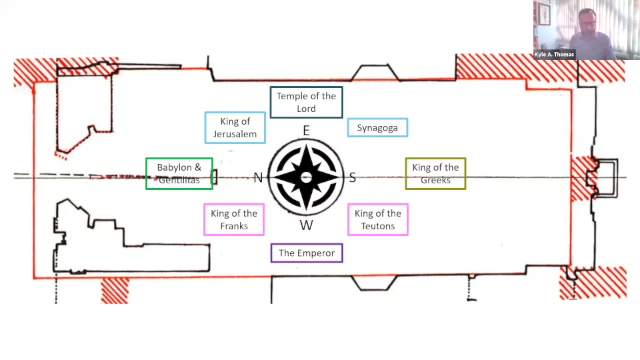 Kyle A. Thomas
Temple of the
Lord
King of
Jerusalem
Synagoga
E
Babylon &
Gentilitas
N
S
King of the
Greeks
King of the
Franks
W
King of the
Teutons
The Emperor